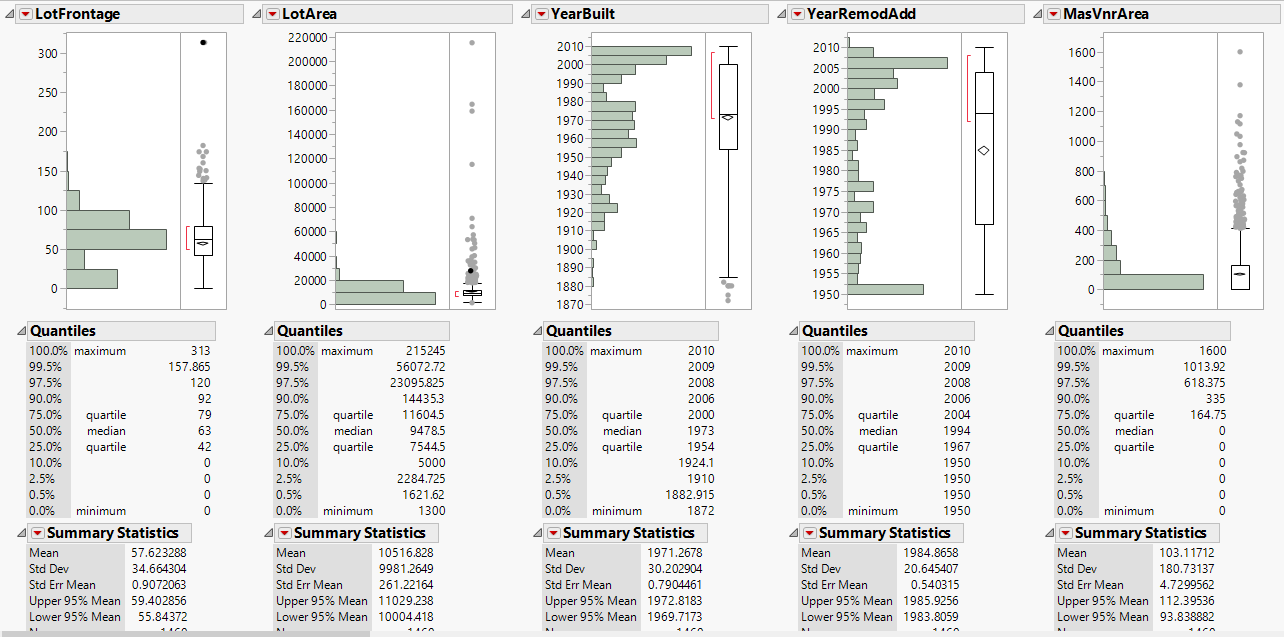 LotFrontage
300
250
200
150
100
50
0
Quantiles
100.0% maximum 313
99.5% 157.865
97.5% 120
90.0% 92
75.0% quartile 79
50.0% median 63
25.0% quartile 42
10.0% 0
2.5% 0
0.5% 0
0.0% minimum 0
Summary Statistics
Mean 57.623288
Std Dev 34.664304
Std Err Mean 0.9072063
Upper 95% Mean 59.402856
Lower 95% Mean 55.84372
LotArea
220000
200000
180000
160000
140000
120000
100000
80000
60000
40000
20000
0
Quantiles
100.0% maximum 215245
99.5% 56072.72
97.5% 23095.825
90.0% 14435.3
75.0% quartile 11604.5
50.0% median 9478.5
25.0% quartile 7544.5
10.0% 5000
2.5% 2284.725
0.5% 1621.62
0.0% minimum 1300
Summary Statistics
Mean 10516.828
Std Dev 9981.2649
Std Err Mean 261.22164
Upper 95% Mean 11029.238
Lower 95% Mean 10004.418
YearBuilt
2010
2000
1990
1980
1970
1960
1950
1940
1930
1920
1910
1900
1890
1880
1870
Quantiles
100.0% maximum 2010
99.5% 2009
97.5% 2008
90.0% 2006
75.0% quartile 2000
50.0% median 1973
25.0% quartile 1954
10.0% 1924.1
2.5% 1910
0.5% 1882.915
0.0% minimum 1872
Summary Statistics
Mean 1971.2678
Std Dev 30.202904
Std Err Mean 0.7904461
Upper 95% Mean 1972.8183
Lower 95% Mean 1969.7173
YearRemodAdd
2010
2005
2000
1995
1990
1985
1980
1975
1970
1965
1960
1955
1950
Quantiles
100.0% maximum 2010
99.5% 2009
97.5% 2008
90.0% 2006
75.0% quartile 2004
50.0% median 1994
25.0% quartile 1967
10.0% 1950
2.5% 1950
0.5% 1950
0.0% minimum 1950
Summary Statistics
Mean 1984.8658
Std Dev 20.645407
Std Err Mean 0.540315
Upper 95% Mean 1985.9256
Lower 95% Mean 1983.8059
MasVnrArea
1600
1400
1200
1000
800
600
400
200
0
Quantiles
100.0% maximum 1600
99.5% 1013.92
97.5% 618.375
90.0% 335
75.0% quartile 164.75
50.0% median 0
25.0% quartile 0
10.0% 0
2.5% 0
0.5% 0
0.0% minimum 0
Summary Statistics
Mean 103.11712
Std Dev 180.73137
Std Err Mean 4.7299562
Upper 95% Mean 112.39536
Lower 95% Mean 93.838882